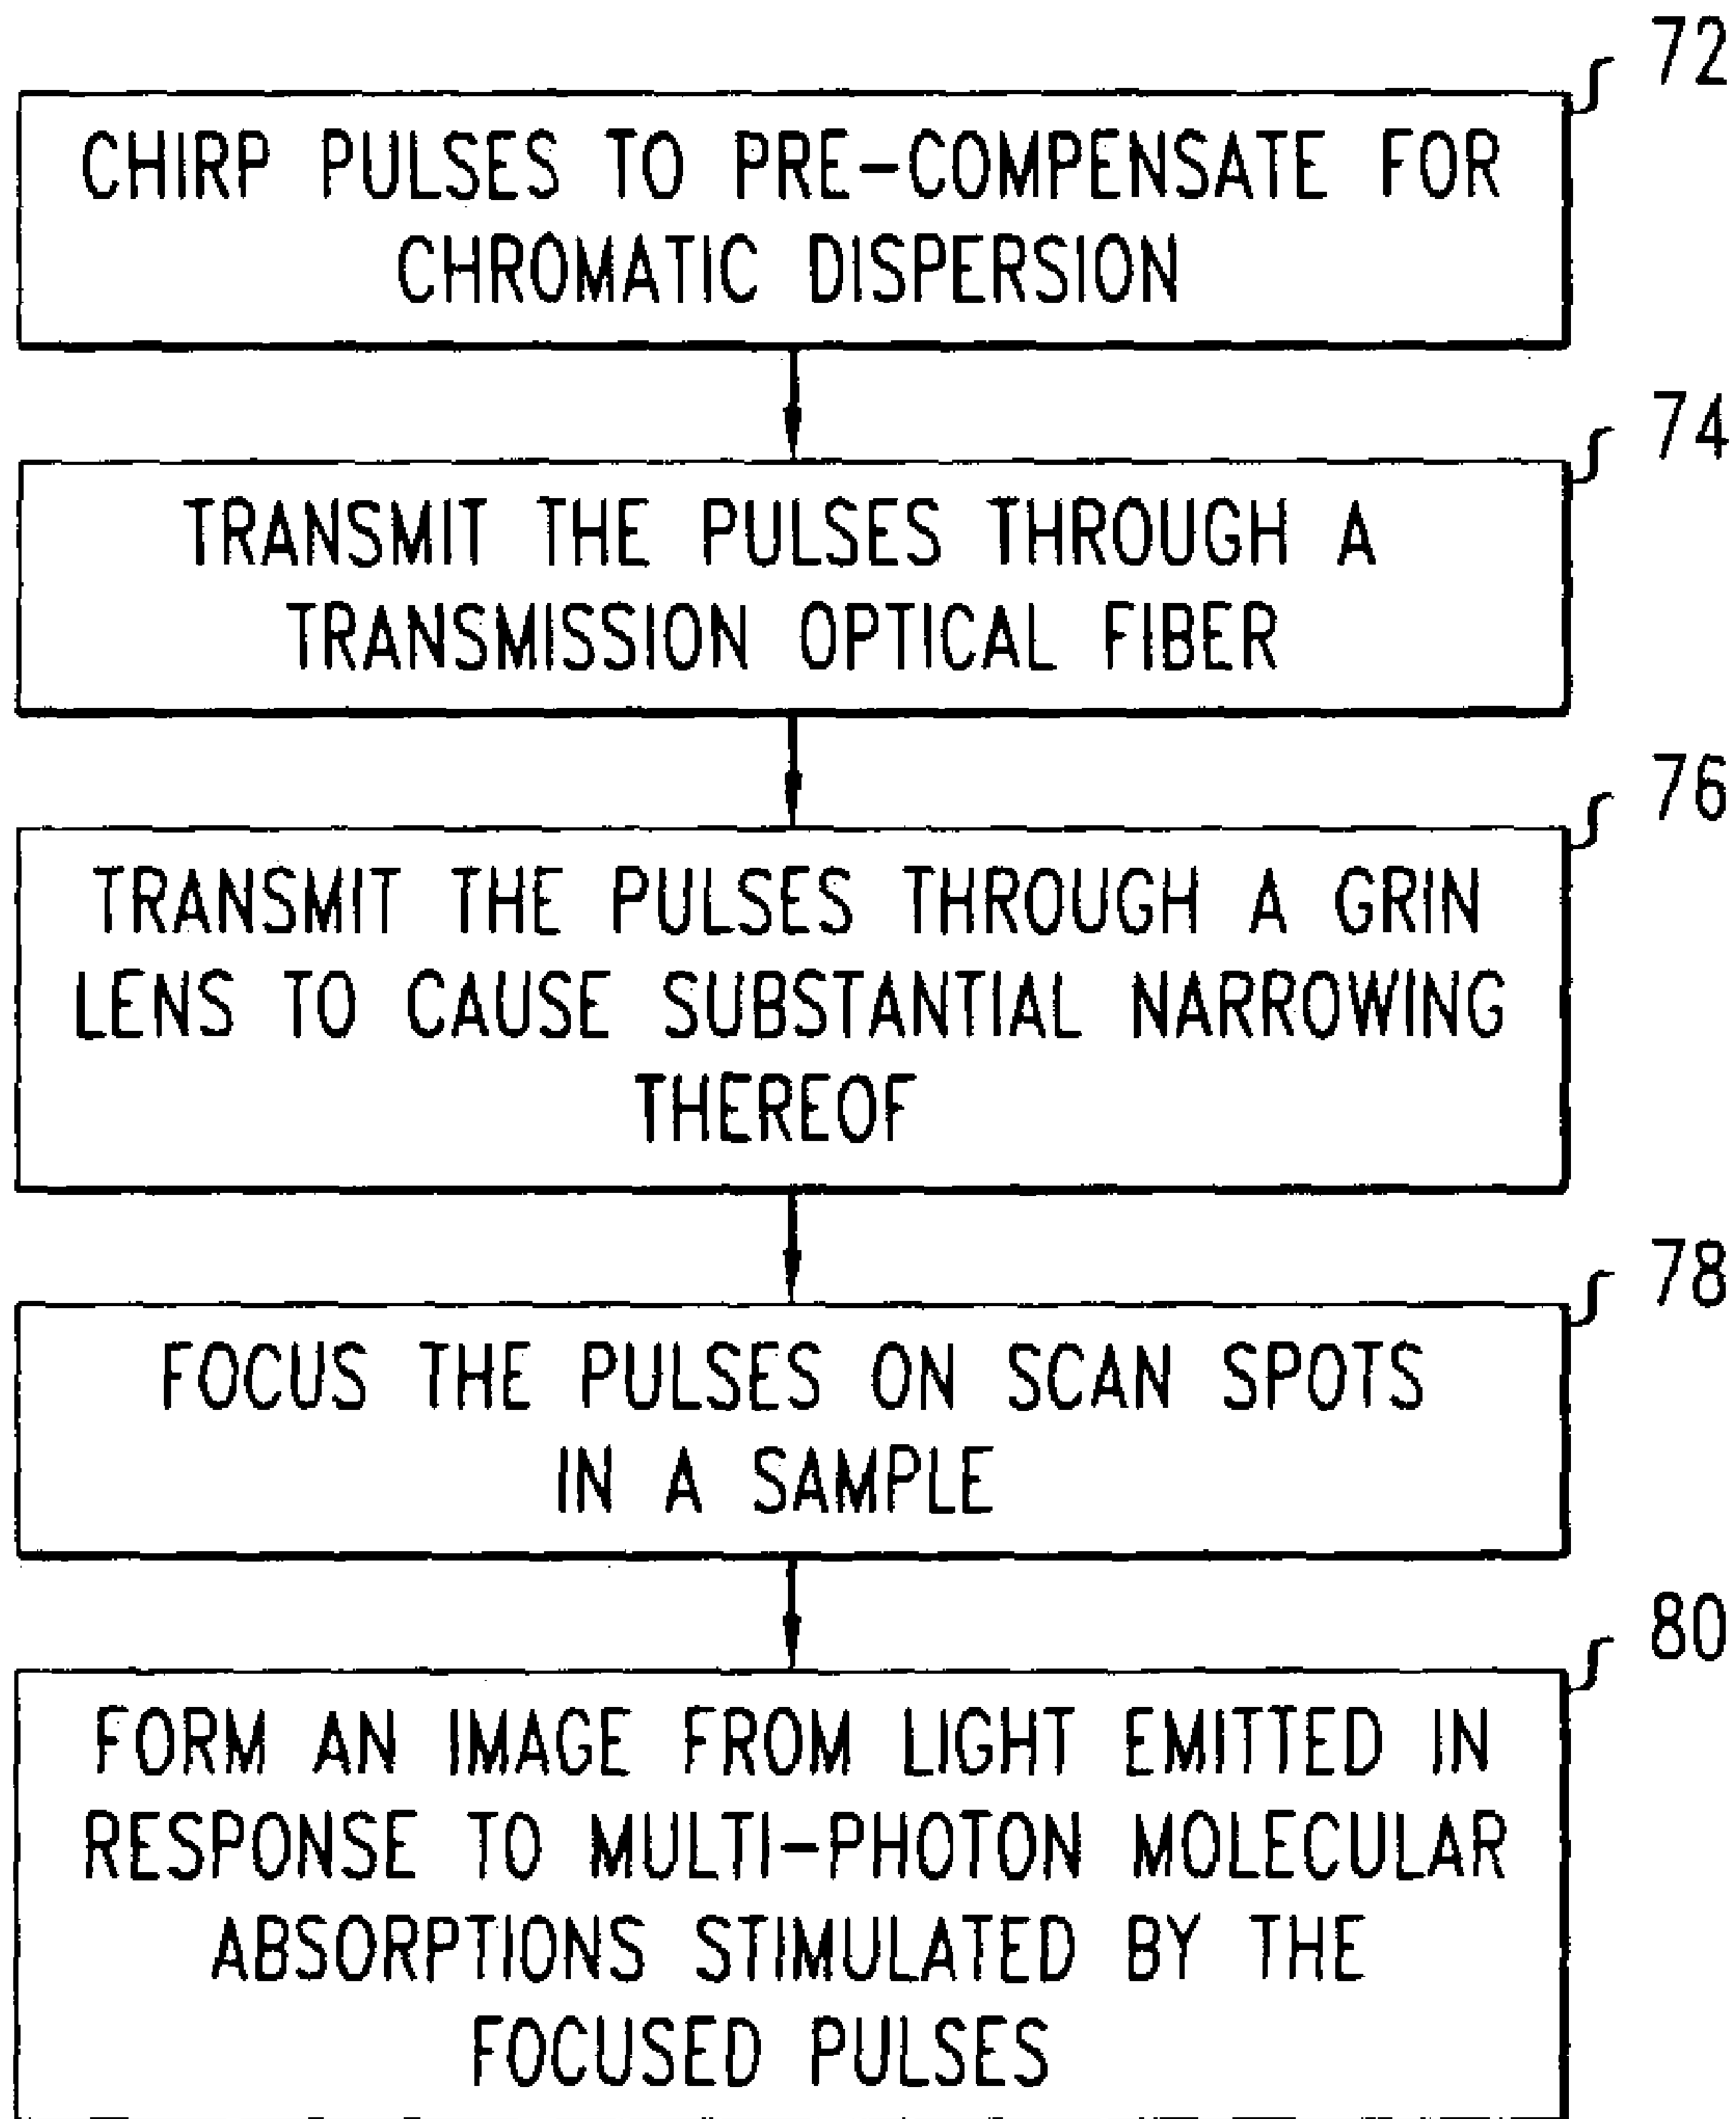 72
CHIRP PULSES TO PRE-COMPENSATE FOR
CHROMATIC DISPERSION
74
TRANSMIT THE PULSES THROUGH A
TRANSMISSION OPTICAL FIBER
76
TRANSMIT THE PULSES THROUGH A GRIN
LENS TO CAUSE SUBSTANTIAL NARROWING
THEREOF
78
FOCUS THE PULSES ON SCAN SPOTS
IN A SAMPLE
80
FORM AN IMAGE FROM LIGHT EMITTED IN
RESPONSE TO MULTI-PHOTON MOLECULAR
ABSORPTIONS STIMULATED BY THE
FOCUSED PULSES